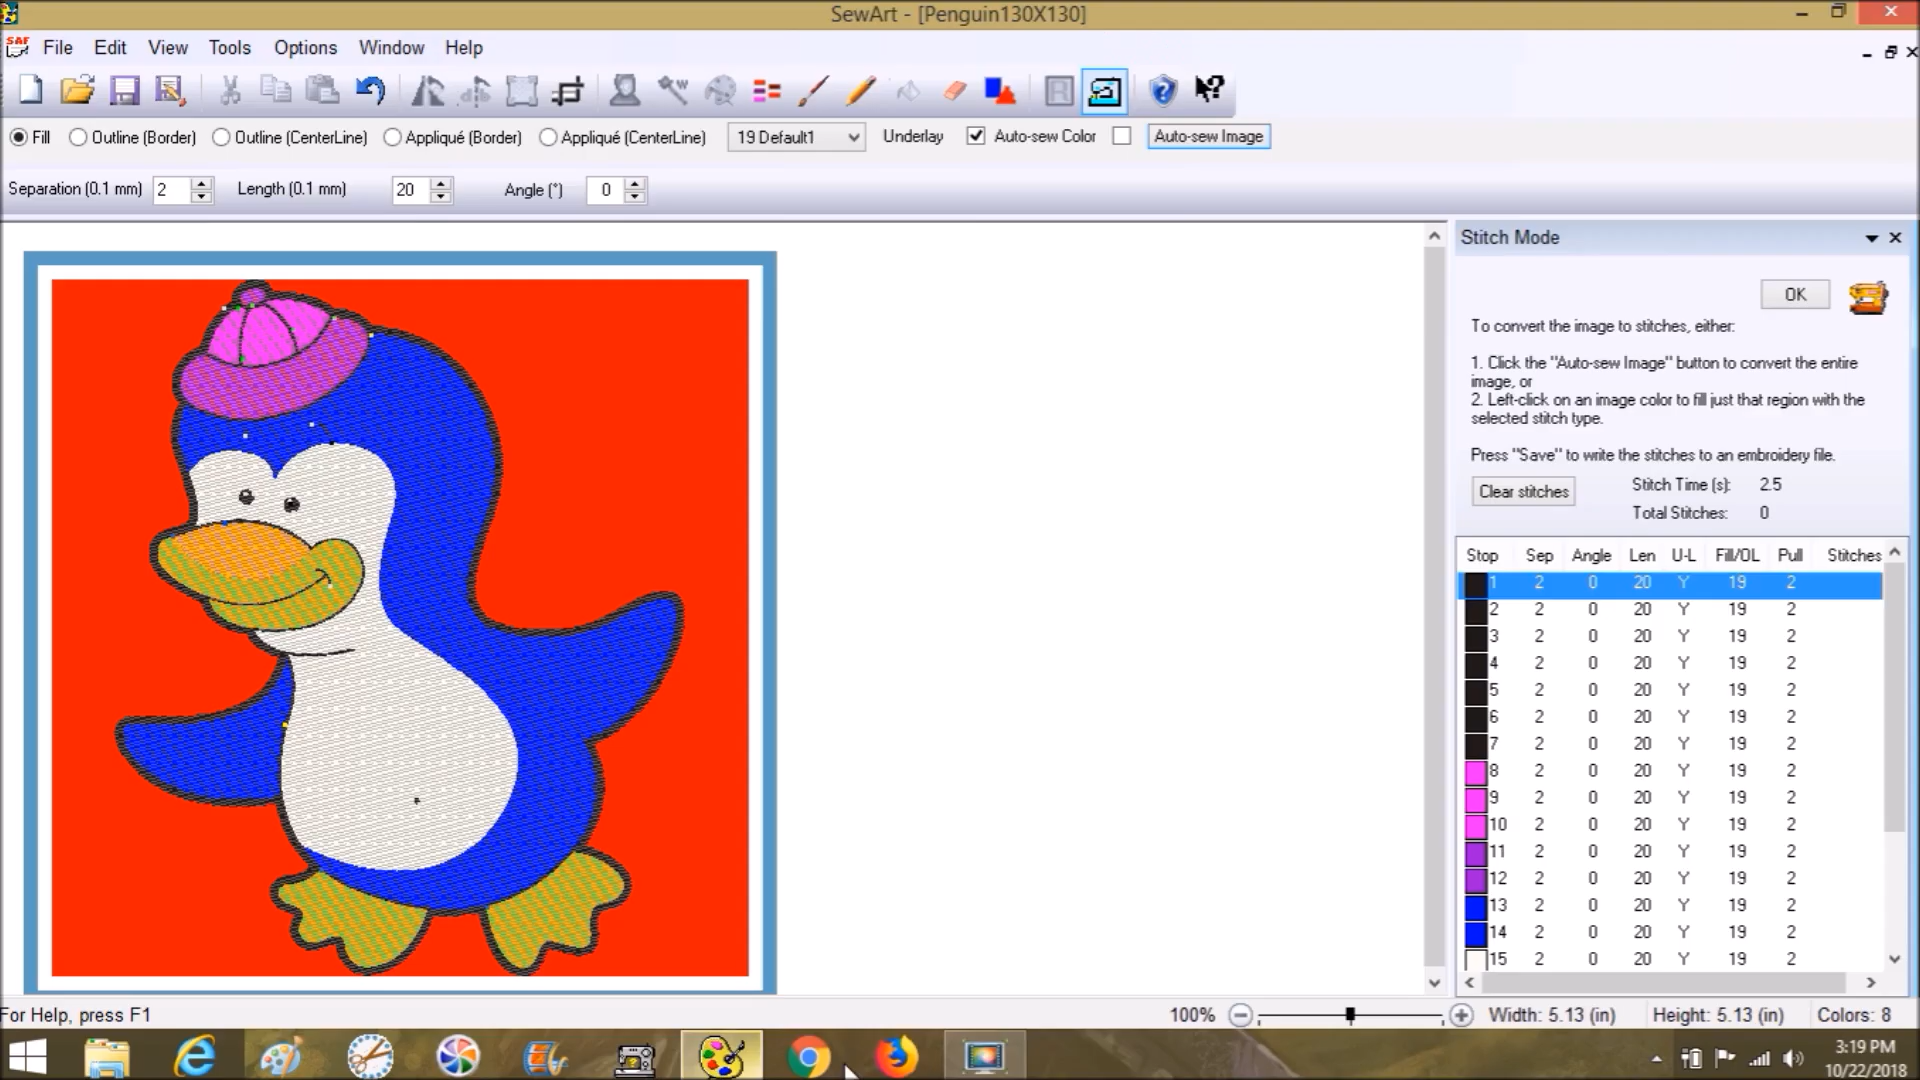 SewArt - [Penguin130X130]
SAF File Edit View Tools Options Window Help
Fill Outline (Border) Outline (CenterLine) Appliqué (Border) Appliqué (CenterLine) 19 Default1 Underlay Auto-sew Color Auto-sew Image
Separation (0.1 mm) 2 Length (0.1 mm) 20 Angle (°) 0
Stitch Mode
OK
To convert the image to stitches, either:
1. Click the "Auto-sew Image" button to convert the entire
image, or
2. Left-click on an image color to fill just that region with the
selected stitch type.
Press "Save" to write the stitches to an embroidery file.
Clear stitches Stitch Time (s): 2.5
Total Stitches: 0
Stop Sep Angle Len U-L Fill/OL Pull Stitches
1 2 0 20 Y 19 2
2 2 0 20 Y 19 2
3 2 0 20 Y 19 2
4 2 0 20 Y 19 2
5 2 0 20 Y 19 2
6 2 0 20 Y 19 2
7 2 0 20 Y 19 2
8 2 0 20 Y 19 2
9 2 0 20 Y 19 2
10 2 0 20 Y 19 2
11 2 0 20 Y 19 2
12 2 0 20 Y 19 2
13 2 0 20 Y 19 2
14 2 0 20 Y 19 2
15 2 0 20 Y 19 2
For Help, press F1 100% Width: 5.13 (in) Height: 5.13 (in) Colors: 8
3:19 PM
10/22/2018